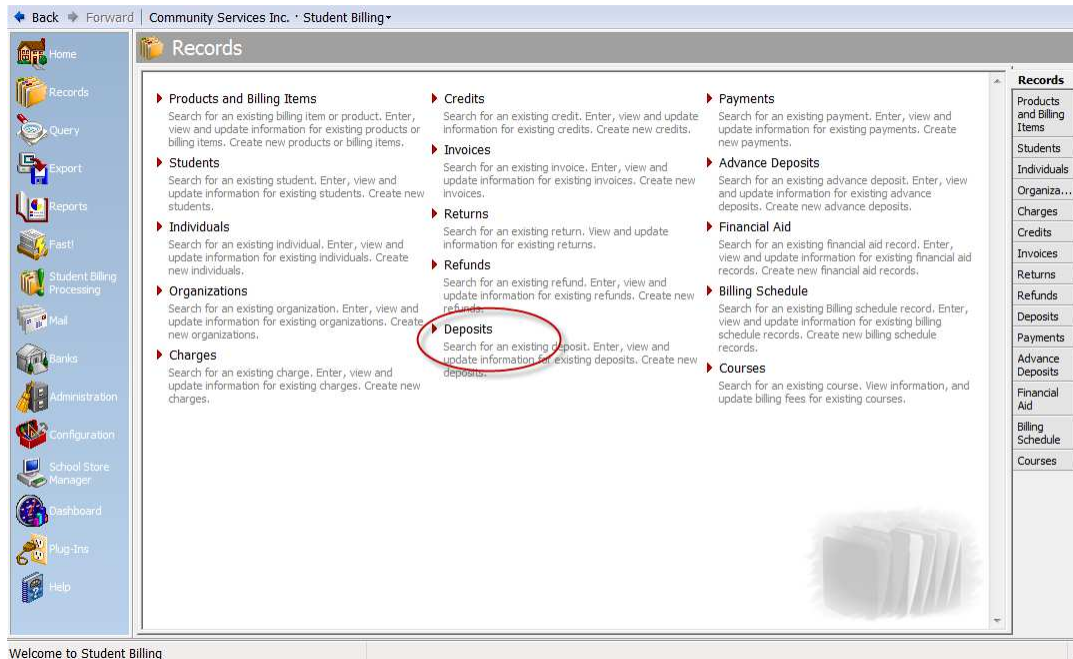 Back Forward Community Services Inc. · Student Billing
Home
Records
Query
Export
Reports
Fast!
Student Billing
Processing
Mail
Banks
Administration
Configuration
School Store
Manager
Dashboard
Plug-Ins
Help
Records
Products and Billing Items
Search for an existing billing item or product. Enter,
view and update information for existing products or
billing items. Create new products or billing items.
Students
Search for an existing student. Enter, view and
update information for existing students. Create new
students.
Individuals
Search for an existing individual. Enter, view and
update information for existing individuals. Create
new individuals.
Organizations
Search for an existing organization. Enter, view and
update information for existing organizations. Create
new organizations.
Charges
Search for an existing charge. Enter, view and
update information for existing charges. Create new
charges.
Credits
Search for an existing credit. Enter, view and update
information for existing credits. Create new credits.
Invoices
Search for an existing invoice. Enter, view and
update information for existing invoices. Create new
invoices.
Returns
Search for an existing return. View and update
information for existing returns.
Refunds
Search for an existing refund. Enter, view and
update information for existing refunds. Create new
refunds.
Deposits
Search for an existing deposit. Enter, view and
update information for existing deposits. Create new
deposits.
Payments
Search for an existing payment. Enter, view and
update information for existing payments. Create
new payments.
Advance Deposits
Search for an existing advance deposit. Enter, view
and update information for existing advance
deposits. Create new advance deposits.
Financial Aid
Search for an existing financial aid record. Enter,
view and update information for existing financial aid
records. Create new financial aid records.
Billing Schedule
Search for an existing Billing schedule record. Enter,
view and update information for existing billing
schedule records. Create new billing schedule
records.
Courses
Search for an existing course. View information, and
update billing fees for existing courses.
Records
Products
and Billing
Items
Students
Individuals
Organiza...
Charges
Credits
Invoices
Returns
Refunds
Deposits
Payments
Advance
Deposits
Financial
Aid
Billing
Schedule
Courses
Welcome to Student Billing